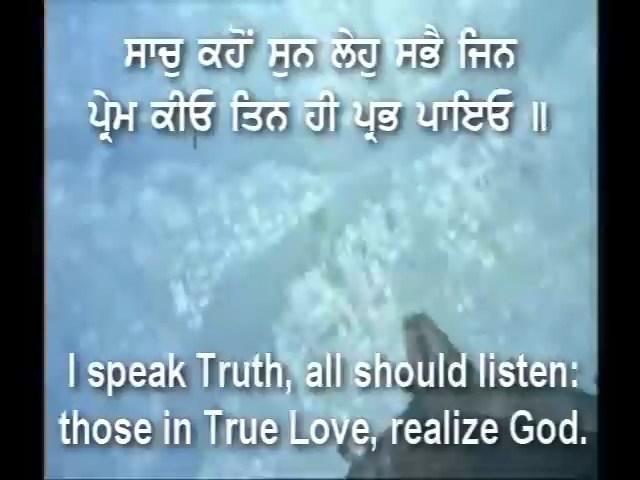 ਸਾਚੁ ਕਹੋਂ ਸੁਨ ਲੇਹੁ ਸਭੈ ਜਿਨ
ਪ੍ਰੇਮ ਕੀਓ ਤਿਨ ਹੀ ਪ੍ਰਭ ਪਾਇਓ ॥
I speak Truth, all should listen:
those in True Love, realize God.